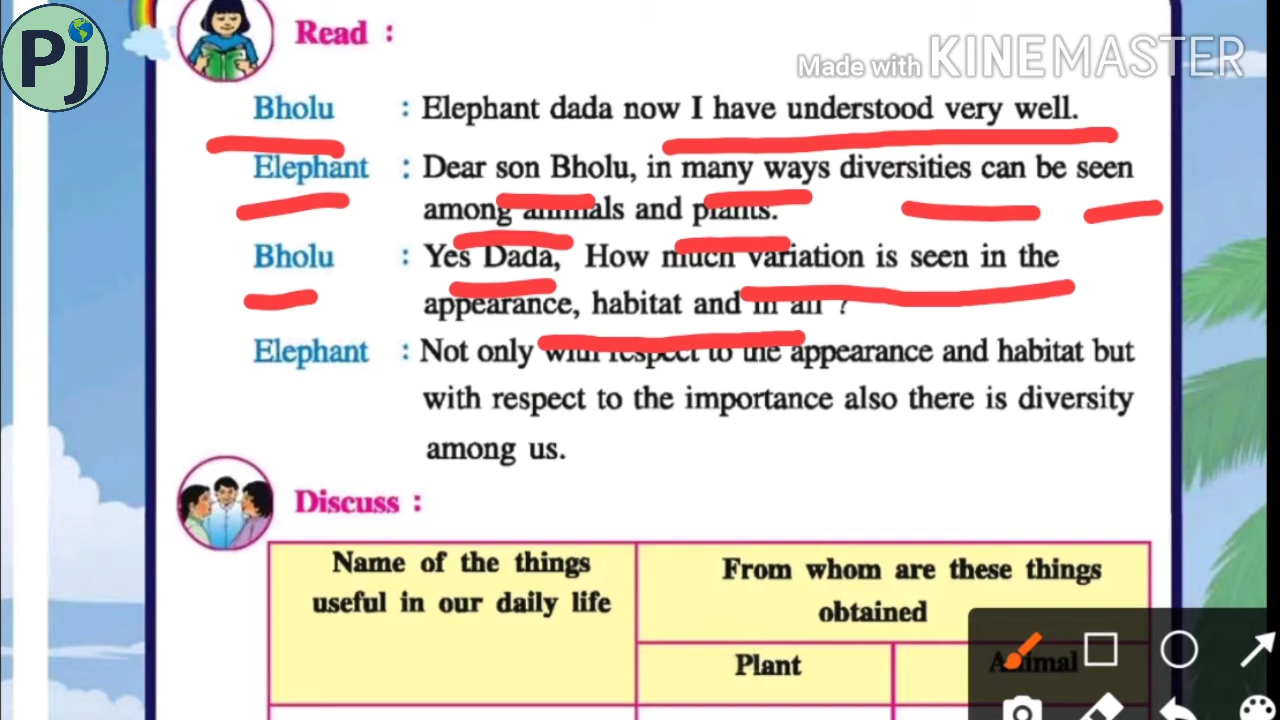 Pj
Read :
Made with KINEMASTER
Bholu : Elephant dada now I have understood very well.
Elephant : Dear son Bholu, in many ways diversities can be seen
among animals and plants.
Bholu : Yes Dada, How much variation is seen in the
appearance, habitat and in all ?
Elephant : Not only with respect to the appearance and habitat but
with respect to the importance also there is diversity
among us.
Discuss :
Name of the things
useful in our daily life
From whom are these things
obtained
Plant
Animal